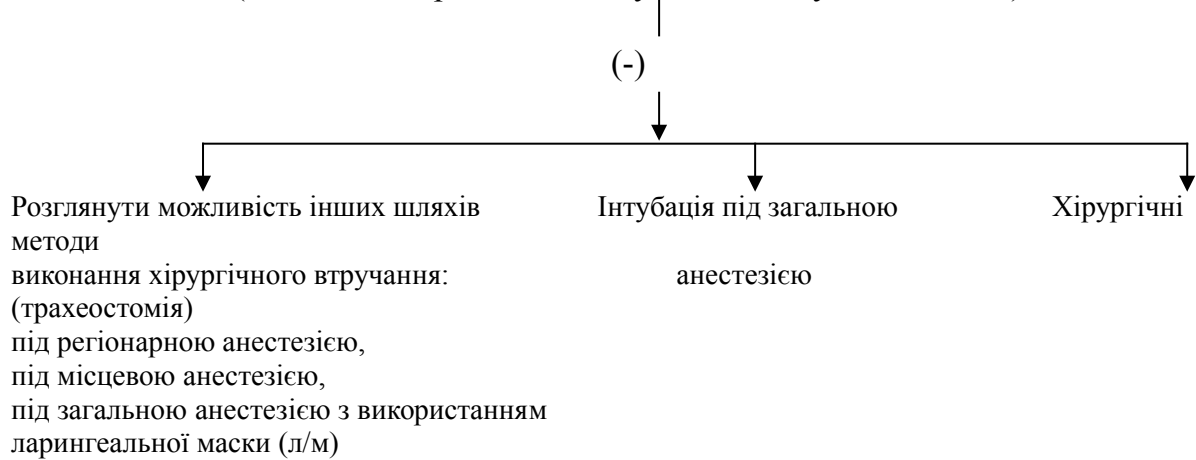 (-)
Розглянути можливість інших шляхів Інтубація під загальною Хірургічні
методи
виконання хірургічного втручання: анестезією
(трахеостомія)
під регіонарною анестезією,
під місцевою анестезією,
під загальною анестезією з використанням
ларингеальної маски (л/м)